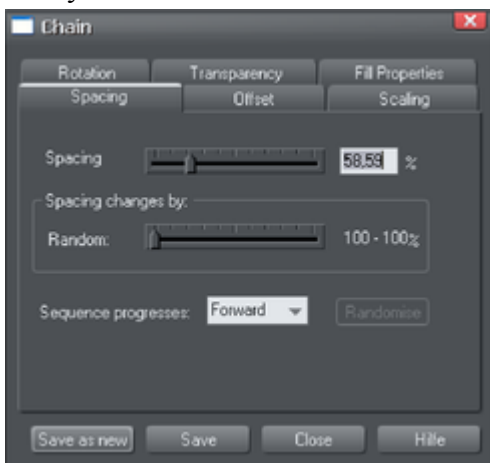 Chain
Rotation Transparency Fill Properties
Spacing Offset Scaling
Spacing 58,59 %
Spacing changes by:
Random: 100 - 100%
Sequence progresses: Forward Randomise
Save as new Save Close Hilfe